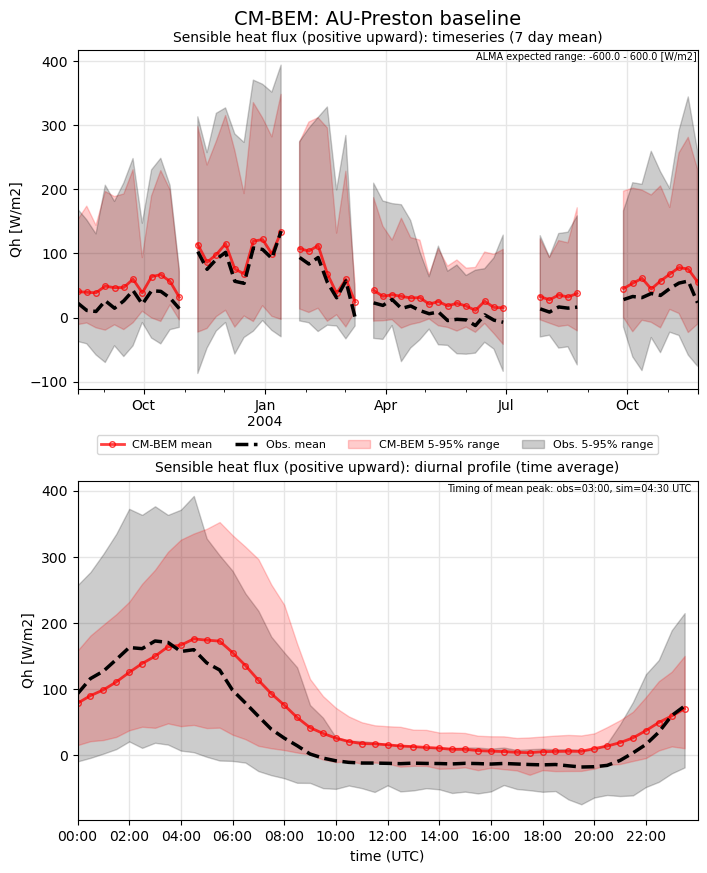 CM-BEM: AU-Preston baseline
Sensible heat flux (positive upward): timeseries (7 day mean)
ALMA expected range: -600.0 - 600.0 [W/m2]
400
300
200
100
0
−100
Qh [W/m2]
Oct
Jan
2004
Apr
Jul
Oct
CM-BEM mean
Obs. mean
CM-BEM 5-95% range
Obs. 5-95% range
Sensible heat flux (positive upward): diurnal profile (time average)
Timing of mean peak: obs=03:00, sim=04:30 UTC
400
300
200
100
0
Qh [W/m2]
00:00
02:00
04:00
06:00
08:00
10:00
12:00
14:00
16:00
18:00
20:00
22:00
time (UTC)